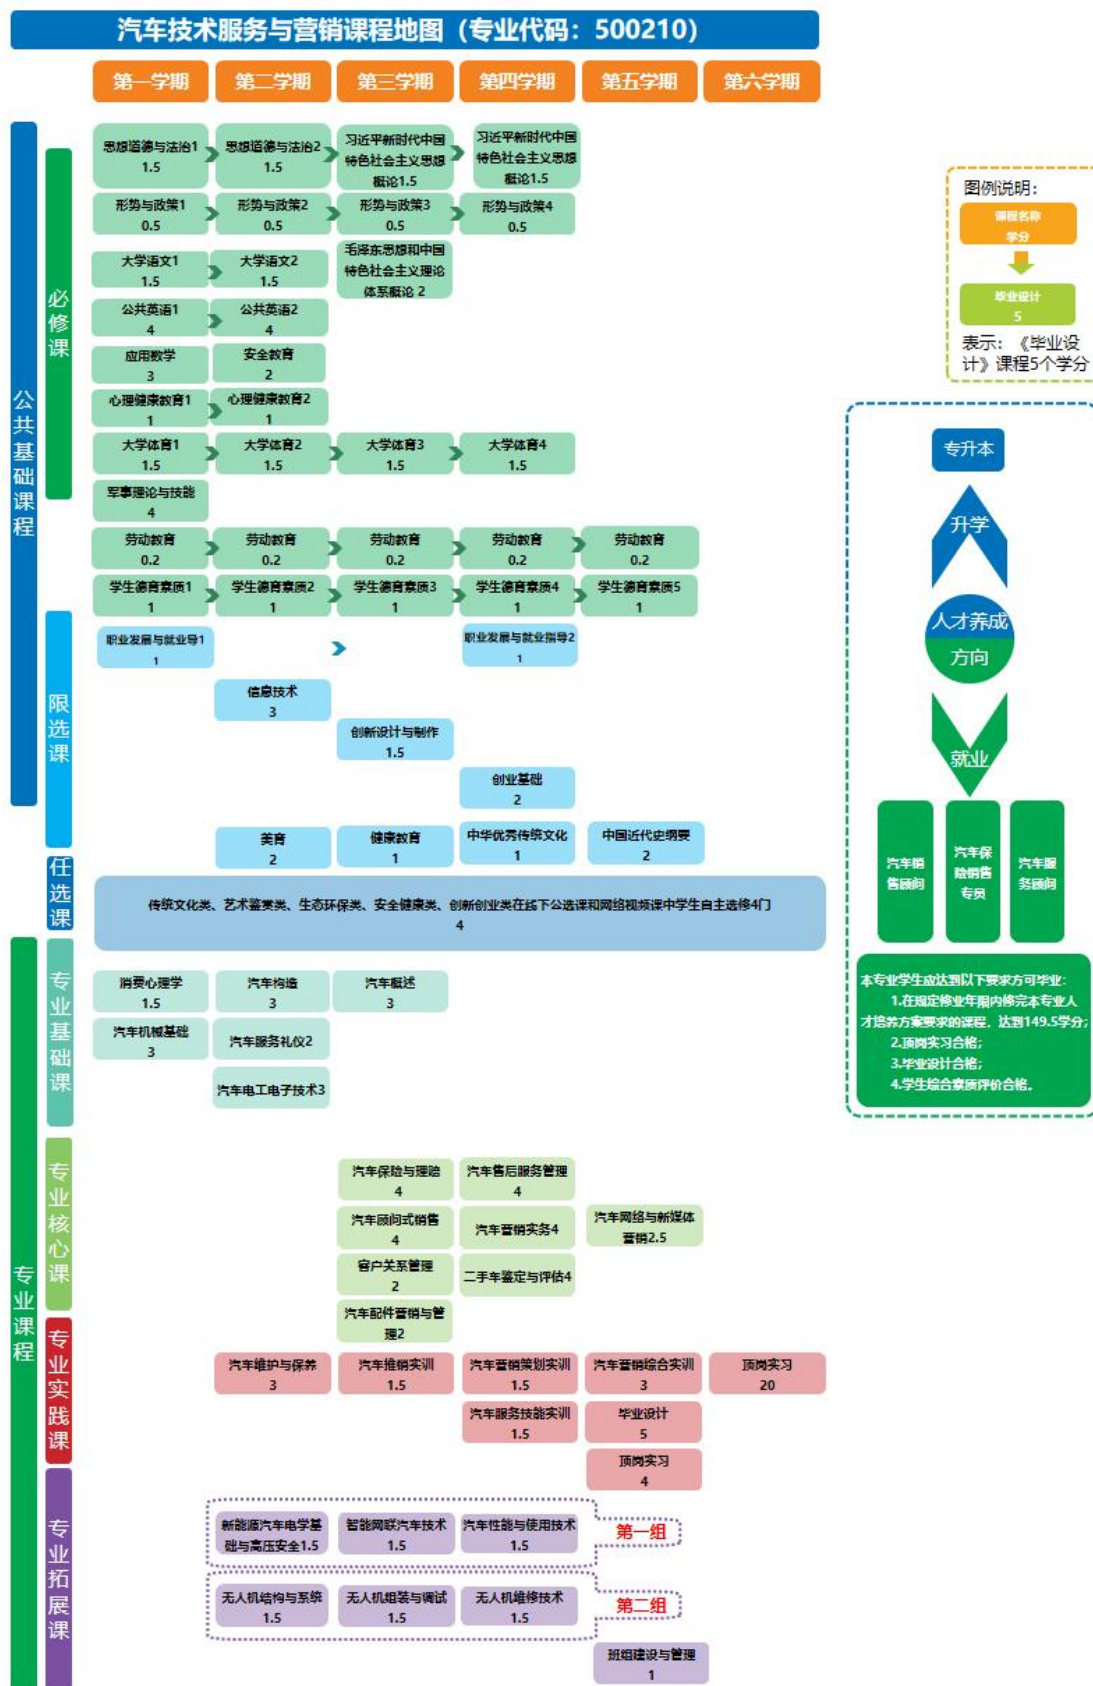 汽车技术服务与营销课程地图（专业代码：500210）
第一学期
第二学期
第三学期
第四学期
第五学期
第六学期
公共基础课程
必修课
思想道德与法治1
1.5
思想道德与法治2
1.5
习近平新时代中国
特色社会主义思想
概论1.5
习近平新时代中国
特色社会主义思想
概论1.5
形势与政策1
0.5
形势与政策2
0.5
形势与政策3
0.5
形势与政策4
0.5
大学语文1
1.5
大学语文2
1.5
毛泽东思想和中国
特色社会主义理论
体系概论 2
公共英语1
4
公共英语2
4
应用数学
3
安全教育
2
心理健康教育1
1
心理健康教育2
1
大学体育1
1.5
大学体育2
1.5
大学体育3
1.5
大学体育4
1.5
军事理论与技能
4
劳动教育
0.2
劳动教育
0.2
劳动教育
0.2
劳动教育
0.2
劳动教育
0.2
学生德育素质1
1
学生德育素质2
1
学生德育素质3
1
学生德育素质4
1
学生德育素质5
1
限选课
职业发展与就业导1
1
职业发展与就业指导2
1
信息技术
3
创新设计与制作
1.5
创业基础
2
美育
2
健康教育
1
中华优秀传统文化
1
中国近代史纲要
2
任选课
传统文化类、艺术鉴赏类、生态环保类、安全健康类、创新创业类在线下公选课和网络视频课中学生自主选修4门
4
专业课程
专业基础课
消费心理学
1.5
汽车构造
3
汽车概述
3
汽车机械基础
3
汽车服务礼仪2
汽车电工电子技术3
专业核心课
汽车保险与理赔
4
汽车售后服务管理
4
汽车顾问式销售
4
汽车营销实务4
汽车网络与新媒体
营销2.5
客户关系管理
2
二手车鉴定与评估4
汽车配件营销与管
理2
专业实践课
汽车维护与保养
3
汽车推销实训
1.5
汽车营销策划实训
1.5
汽车营销综合实训
3
顶岗实习
20
汽车服务技能实训
1.5
毕业设计
5
顶岗实习
4
专业拓展课
新能源汽车电学基
础与高压安全1.5
智能网联汽车技术
1.5
汽车性能与使用技术
1.5
第一组
无人机结构与系统
1.5
无人机组装与调试
1.5
无人机维修技术
1.5
第二组
班组建设与管理
1
图例说明：
课程名称
学分
毕业设计
5
表示：《毕业设
计》课程5个学分
专升本
升学
人才养成
方向
就业
汽车销
售顾问
汽车保
险销售
专员
汽车服
务顾问
本专业学生应达到以下要求方可毕业：
1.在规定修业年限内修完本专业人
才培养方案要求的课程，达到149.5学分；
2.顶岗实习合格；
3.毕业设计合格；
4.学生综合素质评价合格。